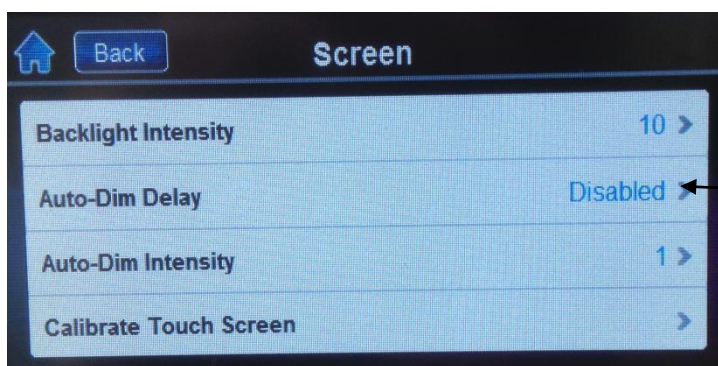 Back
Screen
Backlight Intensity 10
Auto-Dim Delay Disabled
Auto-Dim Intensity 1
Calibrate Touch Screen